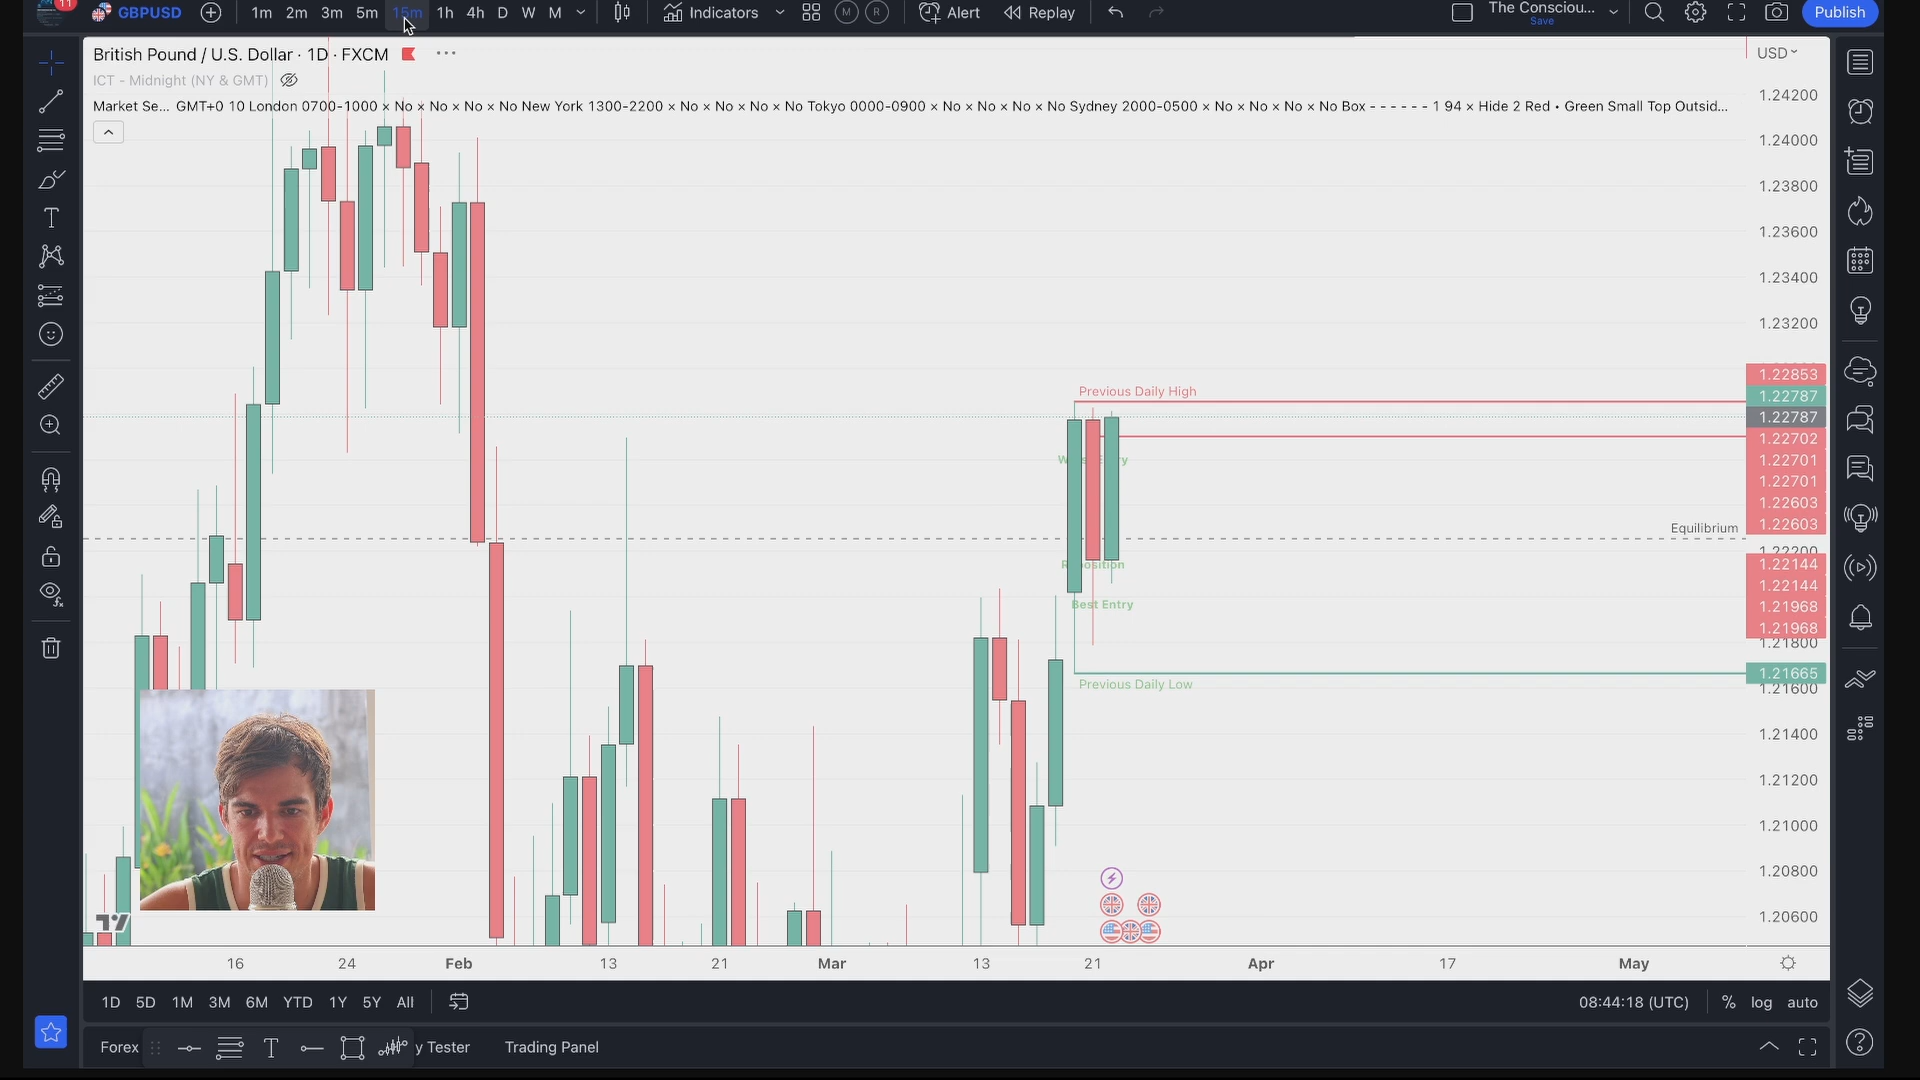 11
GBPUSD 1m 2m 3m 5m 15m 1h 4h D W M Indicators M R Alert Replay The Consciou... Save Publish
British Pound / U.S. Dollar · 1D · FXCM
USD
ICT - Midnight (NY & GMT)
Market Se... GMT+0 10 London 0700-1000 × No × No × No × No New York 1300-2200 × No × No × No × No Tokyo 0000-0900 × No × No × No × No Sydney 2000-0500 × No × No × No × No Box - - - - - - 1 94 × Hide 2 Red • Green Small Top Outsid...
1.24200
1.24000
1.23800
1.23600
1.23400
1.23200
1.22853
Previous Daily High
1.22787
1.22787
1.22702
1.22701
1.22701
1.22603
1.22603
Equilibrium
1.22200
1.22144
1.22144
Best Entry
1.21968
1.21968
1.21800
1.21665
Previous Daily Low
1.21600
1.21400
1.21200
1.21000
1.20800
1.20600
16 24 Feb 13 21 Mar 13 21 Apr 17 May
1D 5D 1M 3M 6M YTD 1Y 5Y All
08:44:18 (UTC) % log auto
Forex T y Tester Trading Panel